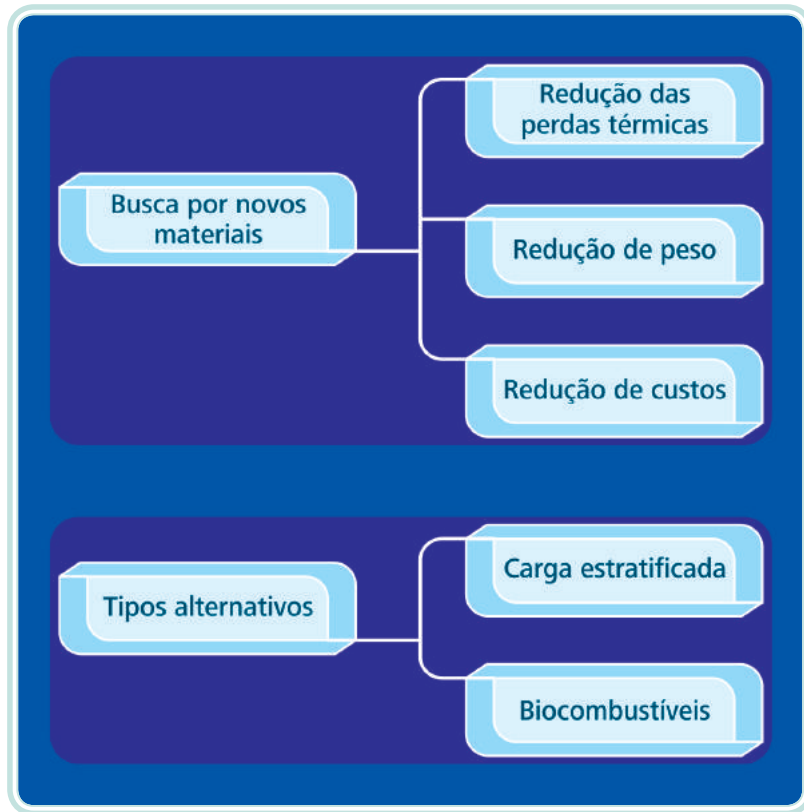 Busca por novos
materiais
Redução das
perdas térmicas
Redução de peso
Redução de custos
Tipos alternativos
Carga estratificada
Biocombustíveis